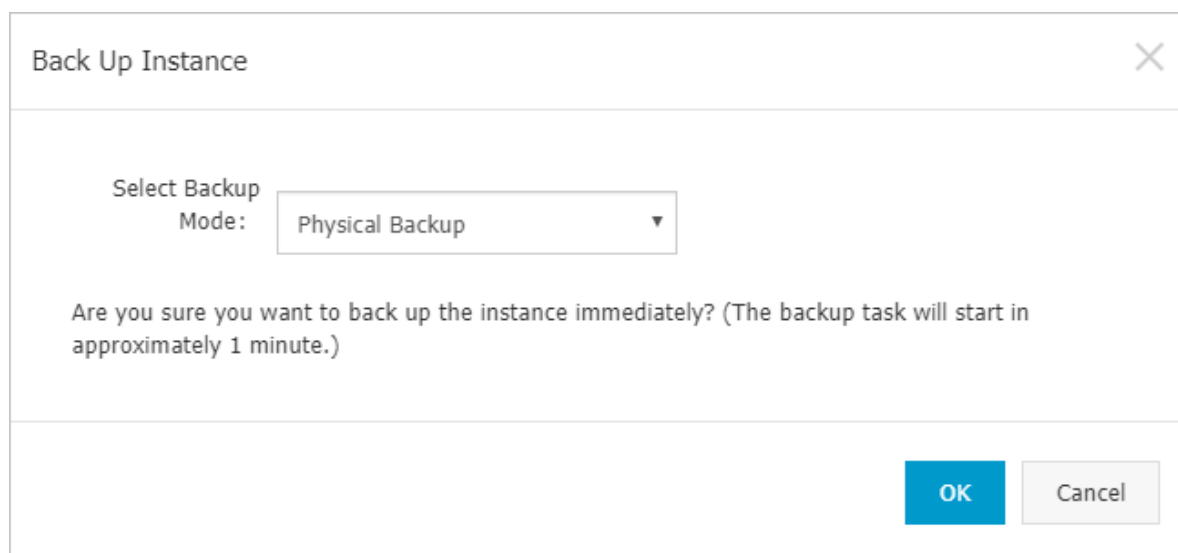 Back Up Instance
Select Backup
Mode:
Physical Backup
Are you sure you want to back up the instance immediately? (The backup task will start in
approximately 1 minute.)
OK
Cancel